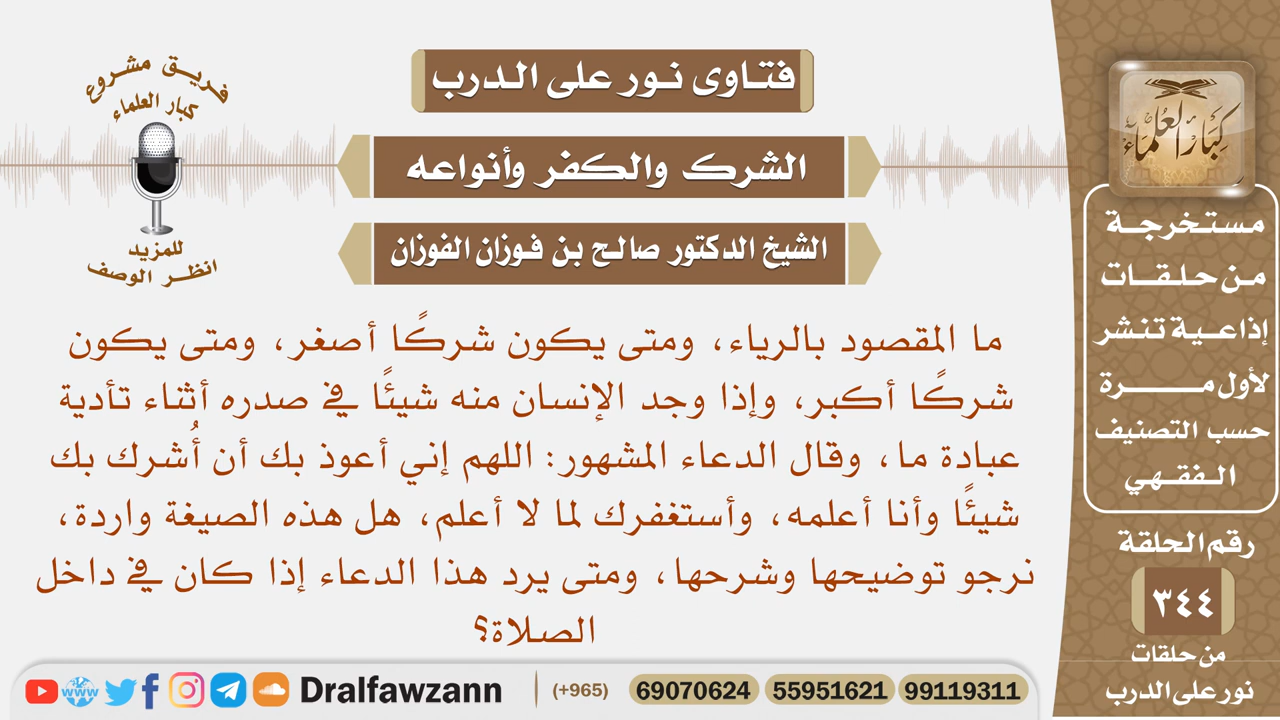 فتاوى نور على الدرب
الشرك والكفر وأنواعه
الشيخ الدكتور صالح بن فوزان الفوزان
فريق مشروع
كبار العلماء
للمزيد
انظر الوصف
كبار العلماء
مستخرجة
من حلقات
إذاعية تنشر
لأول مرة
حسب التصنيف
الفقهي
رقم الحلقة
٣٤٤
من حلقات
نور على الدرب
ما المقصود بالرياء، ومتى يكون شركًا أصغر، ومتى يكون
شركًا أكبر، وإذا وجد الإنسان منه شيئًا في صدره أثناء تأدية
عبادة ما، وقال الدعاء المشهور: اللهم إني أعوذ بك أن أُشرك بك
شيئًا وأنا أعلمه، وأستغفرك لما لا أعلم، هل هذه الصيغة واردة،
نرجو توضيحها وشرحها، ومتى يرد هذا الدعاء إذا كان في داخل
الصلاة؟
www
Dralfawzann
(+965)
69070624
55951621
99119311